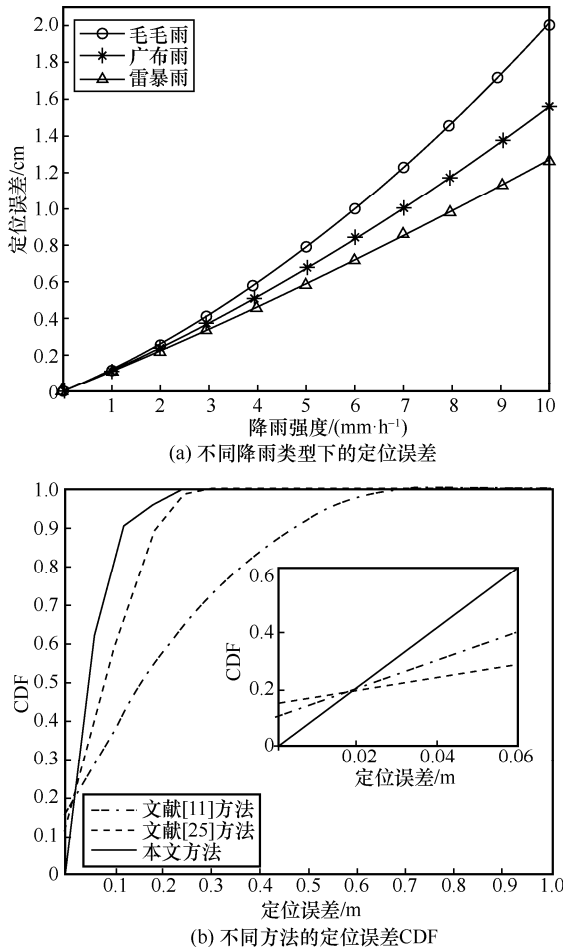 2.0
1.8
1.6
1.4
1.2
1.0
0.8
0.6
0.4
0.2
0
毛毛雨
广布雨
雷暴雨
定位误差/cm
1 2 3 4 5 6 7 8 9 10
降雨强度/(mm·h⁻¹)
(a) 不同降雨类型下的定位误差
1.0
0.9
0.8
0.7
0.6
0.5
0.4
0.3
0.2
0.1
0
CDF
0.6
0.4
0.2
0
CDF
0.02 0.04 0.06
定位误差/m
文献[11]方法
文献[25]方法
本文方法
0.1 0.2 0.3 0.4 0.5 0.6 0.7 0.8 0.9 1.0
定位误差/m
(b) 不同方法的定位误差CDF